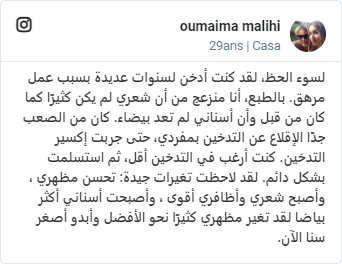 oumaima malihi
29ans | Casa
لسوء الحظ، لقد كنت أدخن لسنوات عديدة بسبب عمل
مرهق. بالطبع، أنا منزعج من أن شعري لم يكن كثيرًا كما
كان من قبل وأن أسناني لم تعد بيضاء. كان من الصعب
جدًا الإقلاع عن التدخين بمفردي، حتى جربت إكسير
التدخين. كنت أرغب في التدخين أقل، ثم استسلمت
بشكل دائم. لقد لاحظت تغيرات جيدة: تحسن مظهري ،
وأصبح شعري وأظافري أقوى ، وأصبحت أسناني أكثر
بياضا لقد تغير مظهري كثيرًا نحو الأفضل وأبدو أصغر
سنا الآن.